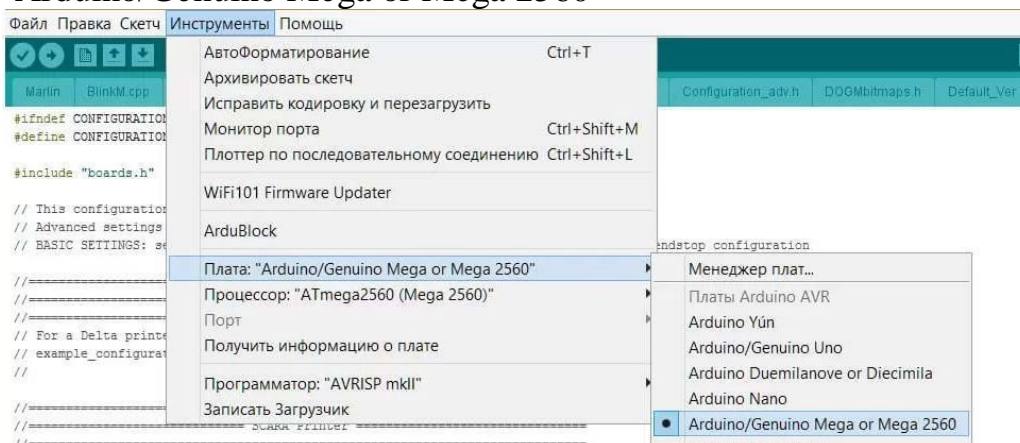 Arduino/Genuino Mega or Mega 2560
Файл Правка Скетч Инструменты Помощь
Marlin BlinkM.cpp Configuration_adv.h DOGMbitmaps.h Default_Ver
АвтоФорматирование Ctrl+T
Архивировать скетч
Исправить кодировку и перезагрузить
Монитор порта Ctrl+Shift+M
Плоттер по последовательному соединению Ctrl+Shift+L
WiFi101 Firmware Updater
ArduBlock
Плата: "Arduino/Genuino Mega or Mega 2560"
Процессор: "ATmega2560 (Mega 2560)"
Порт
Получить информацию о плате
Программатор: "AVRISP mkII"
Записать Загрузчик
Менеджер плат...
Платы Arduino AVR
Arduino Yún
Arduino/Genuino Uno
Arduino Duemilanove or Diecimila
Arduino Nano
Arduino/Genuino Mega or Mega 2560
#ifndef CONFIGURATION
#define CONFIGURATION
#include "boards.h"
// This configuration
// Advanced settings
// BASIC SETTINGS: se endstop configuration
//====================
//====================
//====================
// For a Delta printe
// example_configurat
//
//====================
//============================ SCARA Printer ==============================
//====================